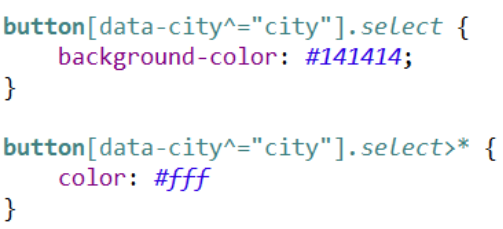 button[data-city^="city"].select {
    background-color: #141414;
}

button[data-city^="city"].select>* {
    color: #fff
}